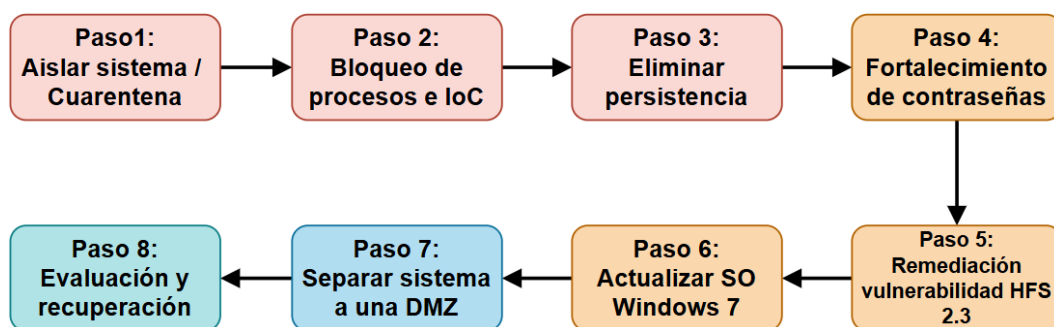 Paso1:
Aislar sistema /
Cuarentena
Paso 2:
Bloqueo de
procesos e IoC
Paso 3:
Eliminar
persistencia
Paso 4:
Fortalecimiento
de contraseñas
Paso 5:
Remediación
vulnerabilidad HFS
2.3
Paso 6:
Actualizar SO
Windows 7
Paso 7:
Separar sistema
a una DMZ
Paso 8:
Evaluación y
recuperación